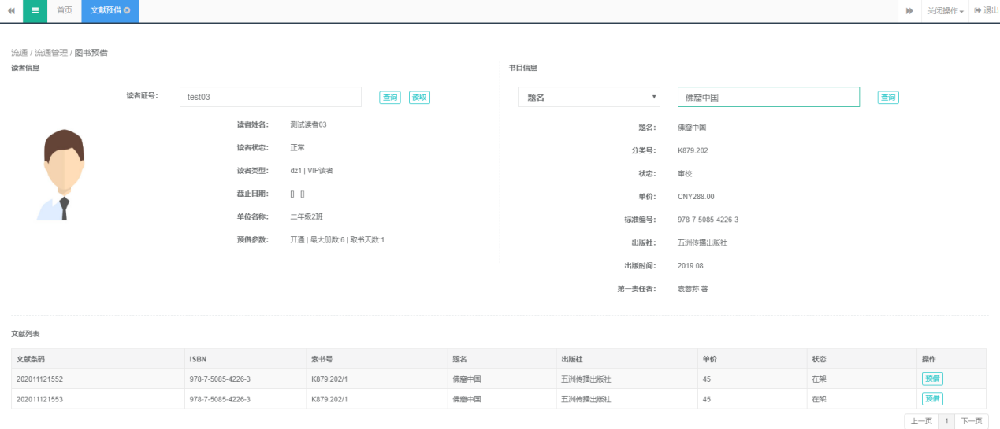 首页 文献预借 关闭操作 退出
流通 / 流通管理 / 图书预借
读者信息
读者证号： test03 查询 读取
读者姓名： 测试读者03
读者状态： 正常
读者类型： dz1 | VIP读者
截止日期： [] - []
单位名称： 二年级2班
预借参数： 开通 | 最大册数:6 | 取书天数:1
书目信息
题名 佛窟中国 查询
题名： 佛窟中国
分类号： K879.202
状态： 审校
单价： CNY288.00
标准编号： 978-7-5085-4226-3
出版社： 五洲传播出版社
出版时间： 2019.08
第一责任者： 袁蓉荪 著
文献列表
文献条码 ISBN 索书号 题名 出版社 单价 状态 操作
202011121552 978-7-5085-4226-3 K879.202/1 佛窟中国 五洲传播出版社 45 在架 预借
202011121553 978-7-5085-4226-3 K879.202/1 佛窟中国 五洲传播出版社 45 在架 预借
上一页 1 下一页